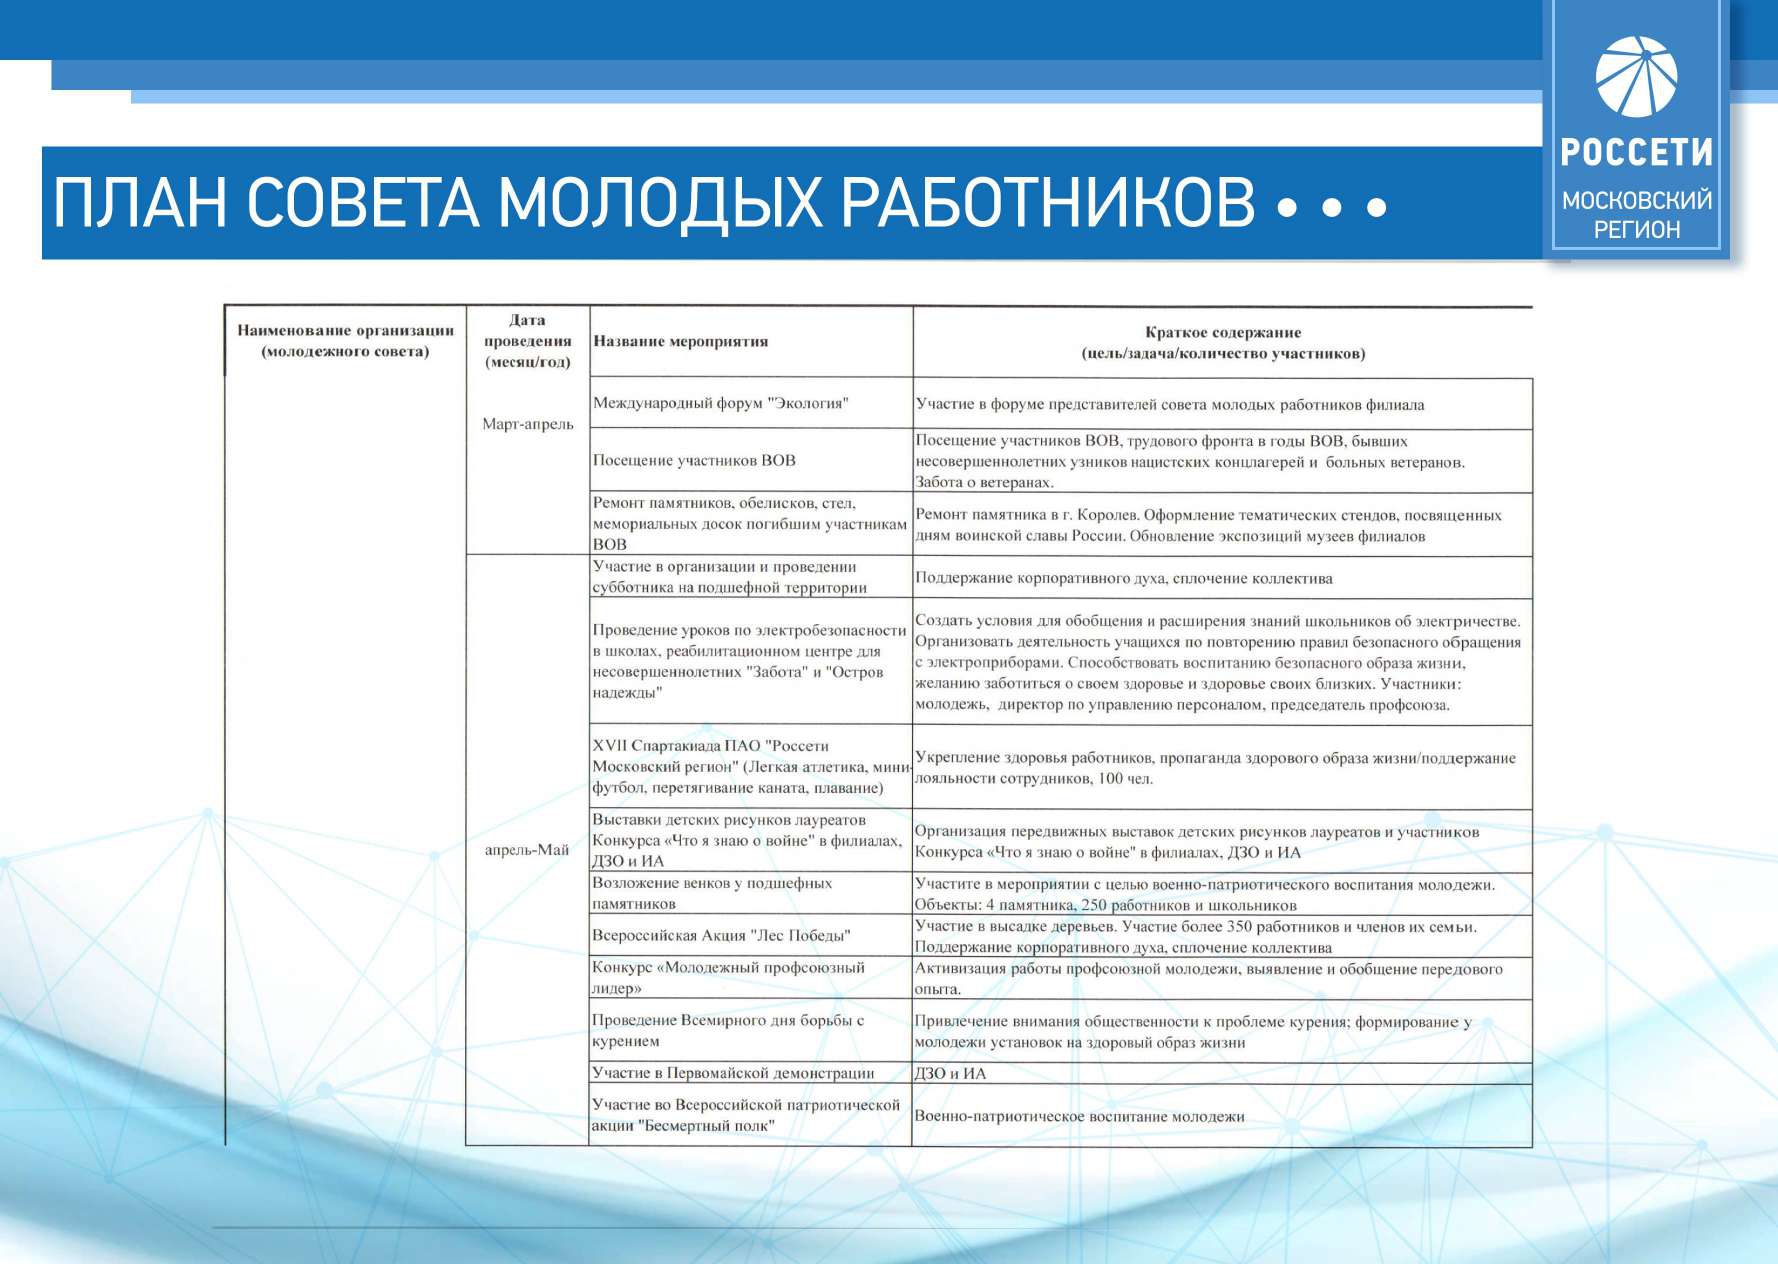 РОССЕТИ
МОСКОВСКИЙ
РЕГИОН
ПЛАН СОВЕТА МОЛОДЫХ РАБОТНИКОВ • • •
Наименование организации
(молодежного совета)
Дата
проведения
(месяц/год)
Название мероприятия
Краткое содержание
(цель/задача/количество участников)
Март-апрель
Международный форум "Экология"
Участие в форуме представителей совета молодых работников филиала
Посещение участников ВОВ
Посещение участников ВОВ, трудового фронта в годы ВОВ, бывших
несовершеннолетних узников нацистских концлагерей и больных ветеранов.
Забота о ветеранах.
Ремонт памятников, обелисков, стел,
мемориальных досок погибшим участникам
ВОВ
Ремонт памятника в г. Королев. Оформление тематических стендов, посвященных
дням воинской славы России. Обновление экспозиций музеев филиалов
апрель-Май
Участие в организации и проведении
субботника на подшефной территории
Поддержание корпоративного духа, сплочение коллектива
Проведение уроков по электробезопасности
в школах, реабилитационном центре для
несовершеннолетних "Забота" и "Остров
надежды"
Создать условия для обобщения и расширения знаний школьников об электричестве.
Организовать деятельность учащихся по повторению правил безопасного обращения
с электроприборами. Способствовать воспитанию безопасного образа жизни,
желанию заботиться о своем здоровье и здоровье своих близких. Участники:
молодежь, директор по управлению персоналом, председатель профсоюза.
XVII Спартакиада ПАО "Россети
Московский регион" (Легкая атлетика, мини-
футбол, перетягивание каната, плавание)
Укрепление здоровья работников, пропаганда здорового образа жизни/поддержание
лояльности сотрудников, 100 чел.
Выставки детских рисунков лауреатов
Конкурса «Что я знаю о войне" в филиалах,
ДЗО и ИА
Организация передвижных выставок детских рисунков лауреатов и участников
Конкурса «Что я знаю о войне" в филиалах, ДЗО и ИА
Возложение венков у подшефных
памятников
Участите в мероприятии с целью военно-патриотического воспитания молодежи.
Объекты: 4 памятника, 250 работников и школьников
Всероссийская Акция "Лес Победы"
Участие в высадке деревьев. Участие более 350 работников и членов их семьи.
Поддержание корпоративного духа, сплочение коллектива
Конкурс «Молодежный профсоюзный
лидер»
Активизация работы профсоюзной молодежи, выявление и обобщение передового
опыта.
Проведение Всемирного дня борьбы с
курением
Привлечение внимания общественности к проблеме курения; формирование у
молодежи установок на здоровый образ жизни
Участие в Первомайской демонстрации
ДЗО и ИА
Участие во Всероссийской патриотической
акции "Бесмертный полк"
Военно-патриотическое воспитание молодежи